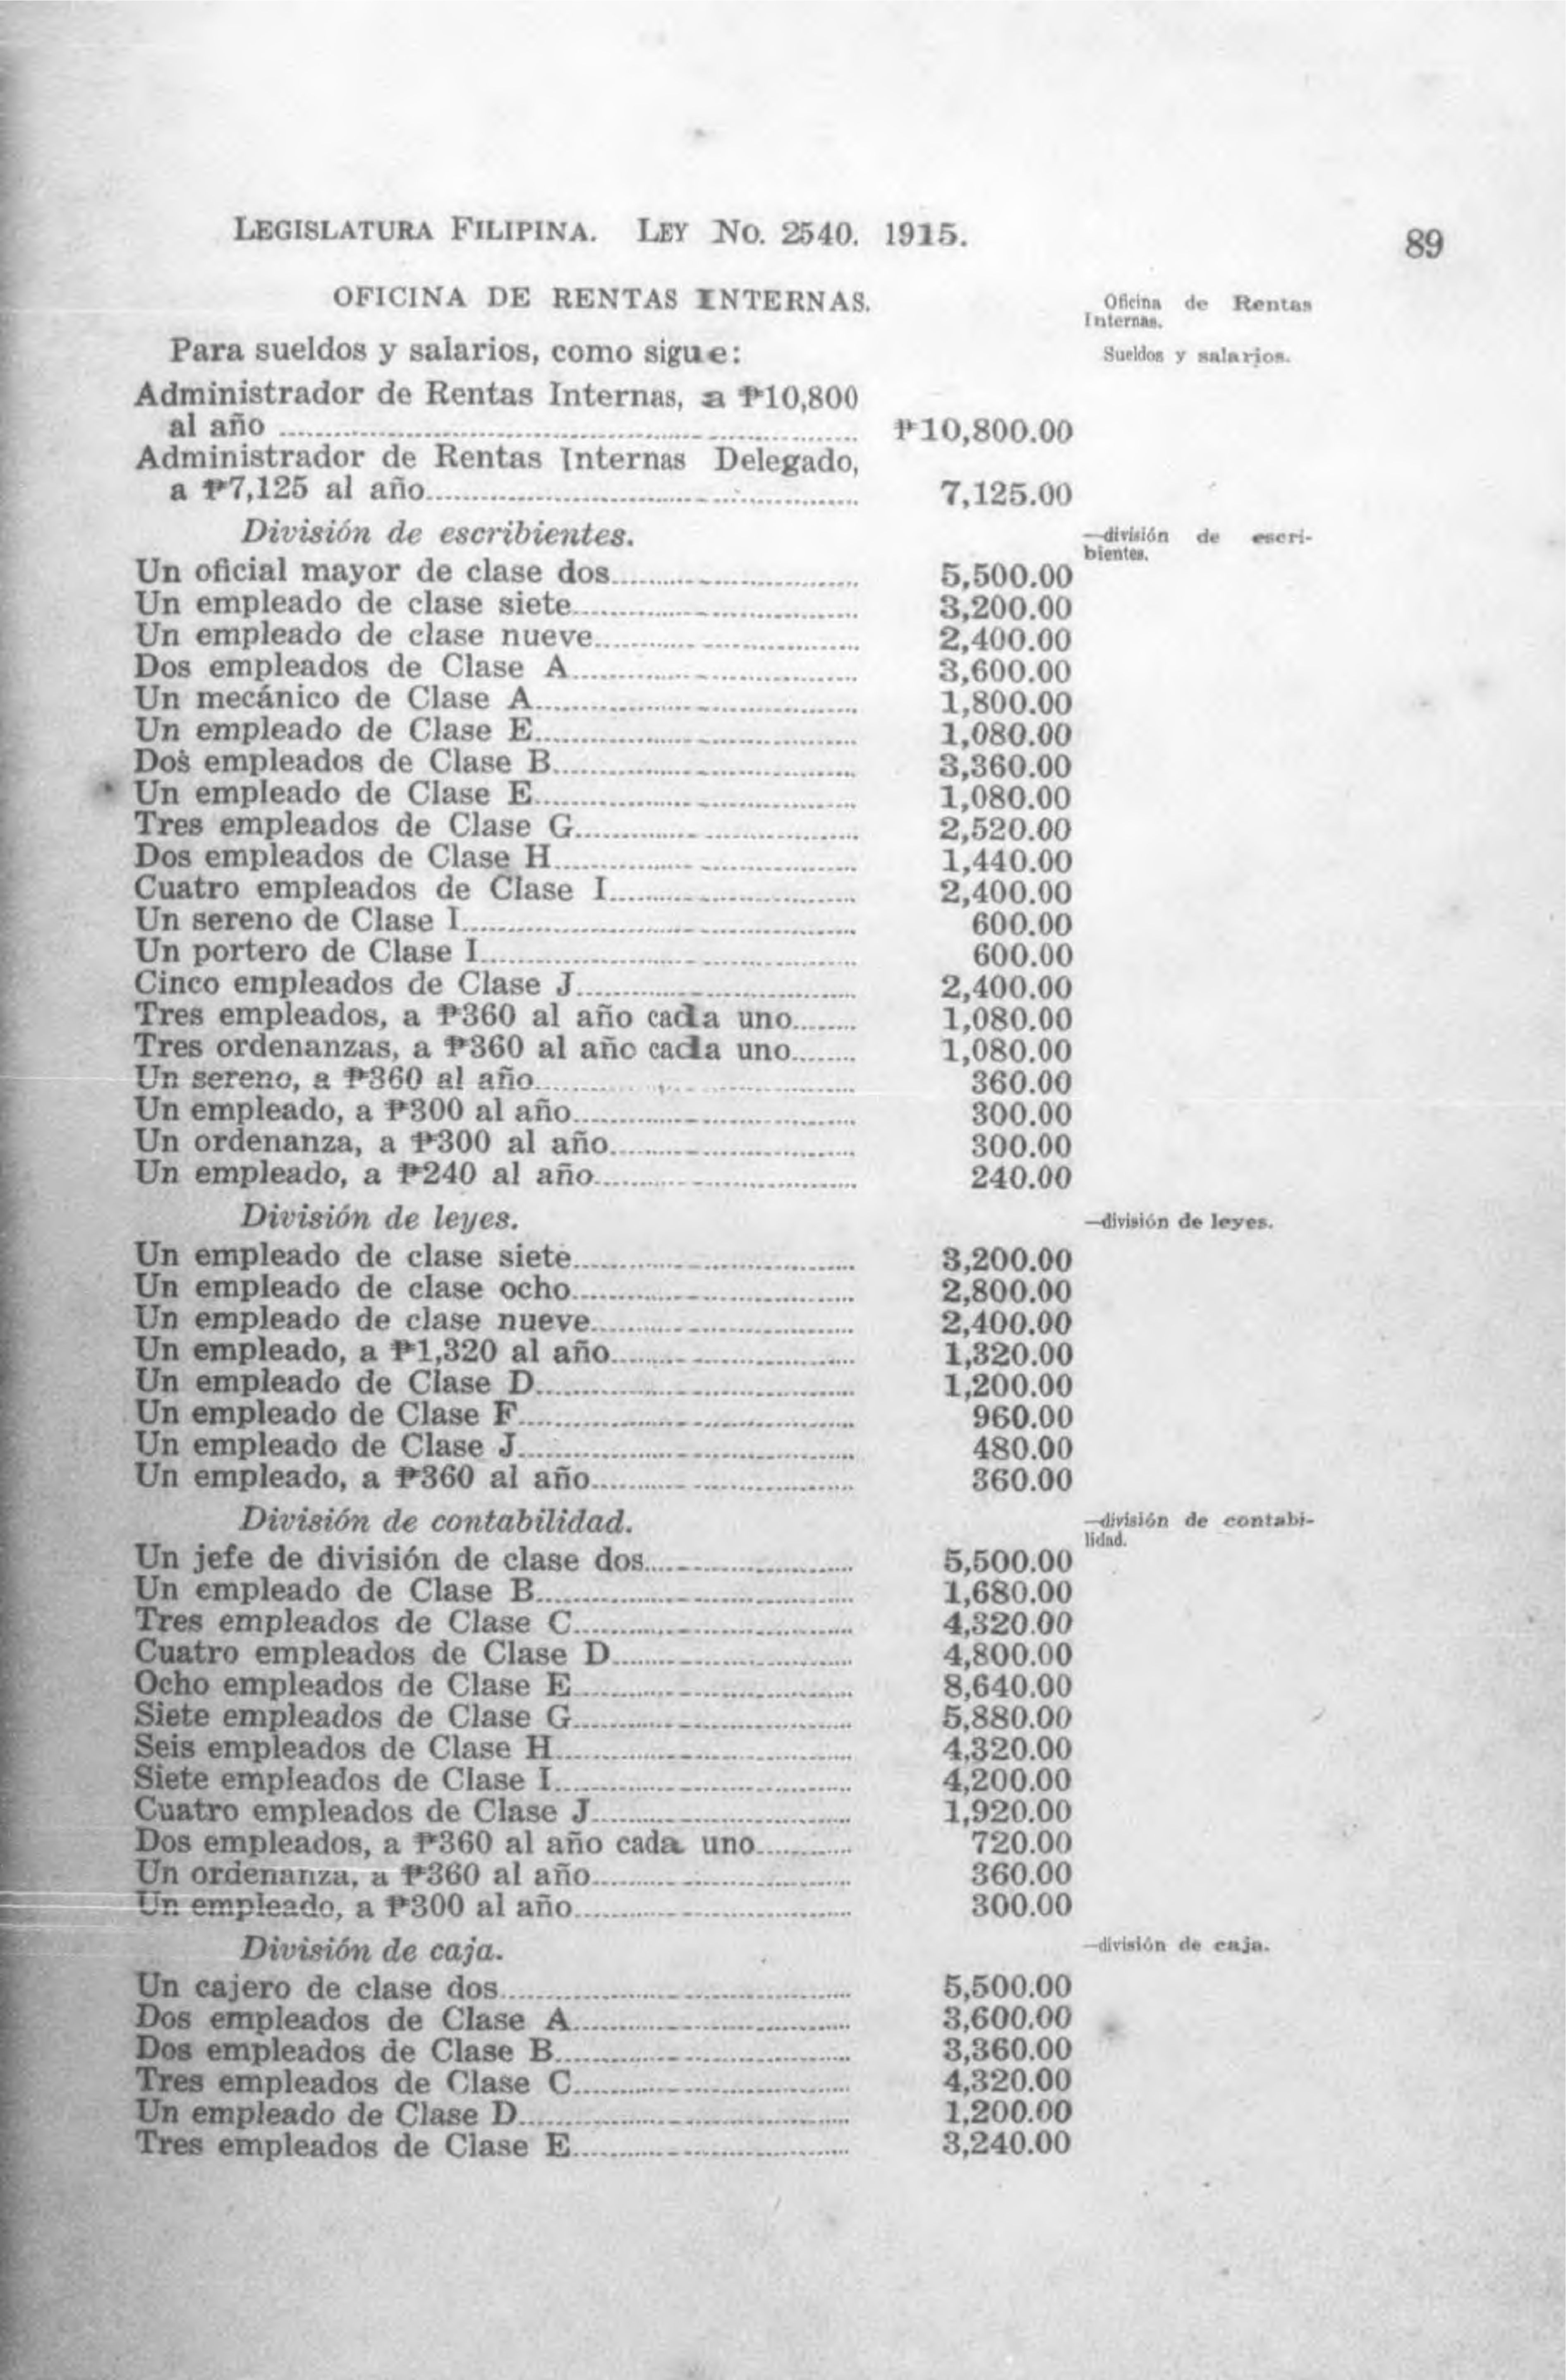 LEGISLATURA FILIPINA. LEY No. 2540. 1915.
89
OFICINA DE RENTAS INTERNAS.
Oficina de Rentas
Internas.
Para sueldos y salarios, como sigue:
Sueldos y salarios.
Administrador de Rentas Internas, a ₱10,800
al año ........ ₱10,800.00
Administrador de Rentas Internas Delegado,
a ₱7,125 al año........ 7,125.00
División de escribientes.
—división de escri-
bientes.
Un oficial mayor de clase dos........ 5,500.00
Un empleado de clase siete........ 3,200.00
Un empleado de clase nueve........ 2,400.00
Dos empleados de Clase A........ 3,600.00
Un mecánico de Clase A........ 1,800.00
Un empleado de Clase E........ 1,080.00
Dos empleados de Clase B........ 3,360.00
Un empleado de Clase E........ 1,080.00
Tres empleados de Clase G........ 2,520.00
Dos empleados de Clase H........ 1,440.00
Cuatro empleados de Clase I........ 2,400.00
Un sereno de Clase I........ 600.00
Un portero de Clase I........ 600.00
Cinco empleados de Clase J........ 2,400.00
Tres empleados, a ₱360 al año cada uno........ 1,080.00
Tres ordenanzas, a ₱360 al año cada uno........ 1,080.00
Un sereno, a ₱360 al año........ 360.00
Un empleado, a ₱300 al año........ 300.00
Un ordenanza, a ₱300 al año........ 300.00
Un empleado, a ₱240 al año........ 240.00
División de leyes.
—división de leyes.
Un empleado de clase siete........ 3,200.00
Un empleado de clase ocho........ 2,800.00
Un empleado de clase nueve........ 2,400.00
Un empleado, a ₱1,320 al año........ 1,320.00
Un empleado de Clase D........ 1,200.00
Un empleado de Clase F........ 960.00
Un empleado de Clase J........ 480.00
Un empleado, a ₱360 al año........ 360.00
División de contabilidad.
—división de contabi-
lidad.
Un jefe de división de clase dos........ 5,500.00
Un empleado de Clase B........ 1,680.00
Tres empleados de Clase C........ 4,320.00
Cuatro empleados de Clase D........ 4,800.00
Ocho empleados de Clase E........ 8,640.00
Siete empleados de Clase G........ 5,880.00
Seis empleados de Clase H........ 4,320.00
Siete empleados de Clase I........ 4,200.00
Cuatro empleados de Clase J........ 1,920.00
Dos empleados, a ₱360 al año cada uno........ 720.00
Un ordenanza, a ₱360 al año........ 360.00
Un empleado, a ₱300 al año........ 300.00
División de caja.
—división de caja.
Un cajero de clase dos........ 5,500.00
Dos empleados de Clase A........ 3,600.00
Dos empleados de Clase B........ 3,360.00
Tres empleados de Clase C........ 4,320.00
Un empleado de Clase D........ 1,200.00
Tres empleados de Clase E........ 3,240.00